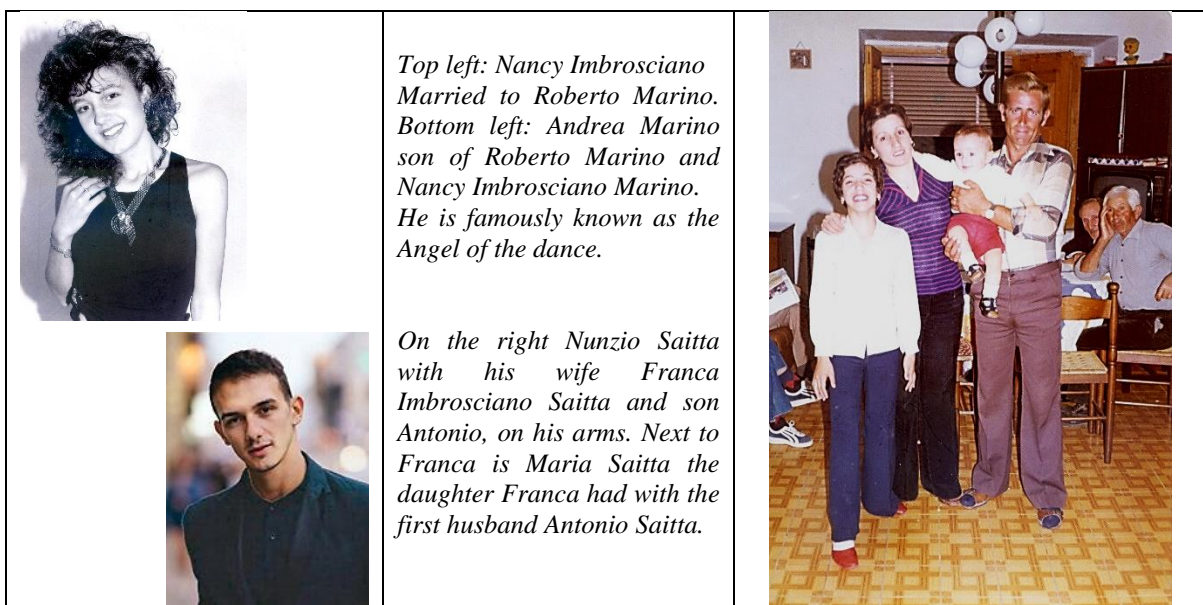 Top left: Nancy Imbrosciano
Married to Roberto Marino.
Bottom left: Andrea Marino
son of Roberto Marino and
Nancy Imbrosciano Marino.
He is famously known as the
Angel of the dance.
On the right Nunzio Saitta
with his wife Franca
Imbrosciano Saitta and son
Antonio, on his arms. Next to
Franca is Maria Saitta the
daughter Franca had with the
first husband Antonio Saitta.